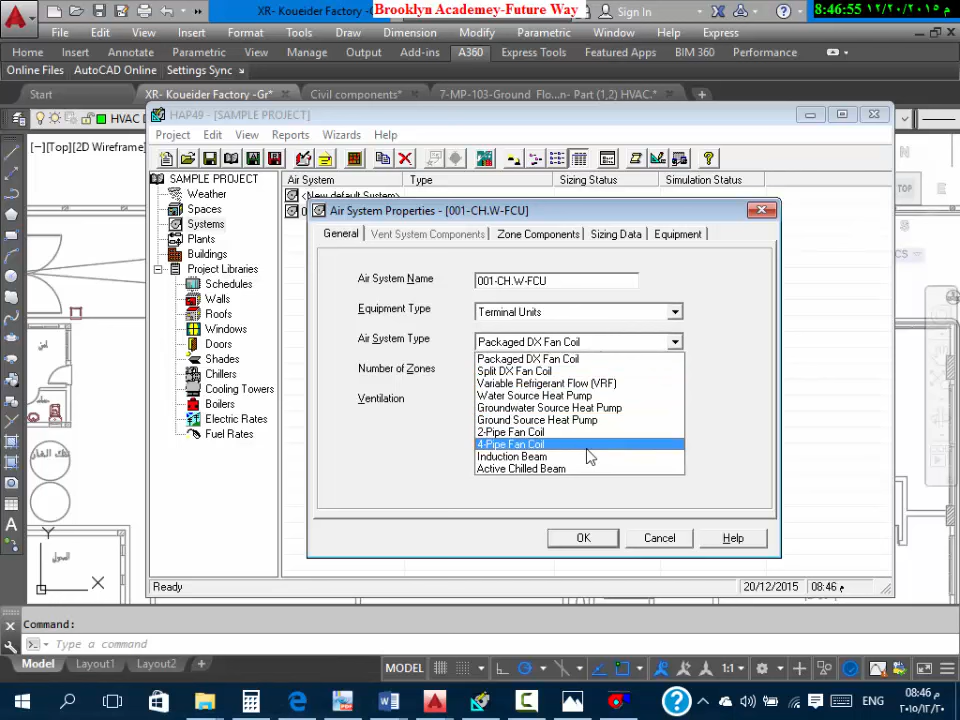 XR- Koueider Factory -G
Brooklyn Academey-Future Way
Sign In
8:46:55 م ١٢/٢٠/٢٠١٥
File Edit View Insert Format Tools Draw Dimension Modify Parametric Window Help Express
Home Insert Annotate Parametric View Manage Output Add-ins A360 Express Tools Featured Apps BIM 360 Performance
Online Files AutoCAD Online Settings Sync
Start XR- Koueider Factory -Gr* Civil components* 7-MP-103-Ground Flo...n- Part (1,2) HVAC.*
HVAC D
[-][Top][2D Wireframe]
HAP49 - [SAMPLE PROJECT]
Project Edit View Reports Wizards Help
SAMPLE PROJECT
Weather
Spaces
Systems
Plants
Buildings
Project Libraries
Schedules
Walls
Roofs
Windows
Doors
Shades
Chillers
Cooling Towers
Boilers
Electric Rates
Fuel Rates
Air System Type Sizing Status Simulation Status
<New default System>
Air System Properties - [001-CH.W-FCU]
General Vent System Components Zone Components Sizing Data Equipment
Air System Name 001-CH.W-FCU
Equipment Type Terminal Units
Air System Type Packaged DX Fan Coil
Number of Zones
Ventilation
Packaged DX Fan Coil
Split DX Fan Coil
Variable Refrigerant Flow (VRF)
Water Source Heat Pump
Groundwater Source Heat Pump
Ground Source Heat Pump
2-Pipe Fan Coil
4-Pipe Fan Coil
Induction Beam
Active Chilled Beam
OK Cancel Help
Ready 20/12/2015 08:46 م
N
TOP
E
S
Y
X
Command:
Type a command
Model Layout1 Layout2 +
MODEL 1:1
ENG
08:46 م
٢٠١٥/١٢/٢٠